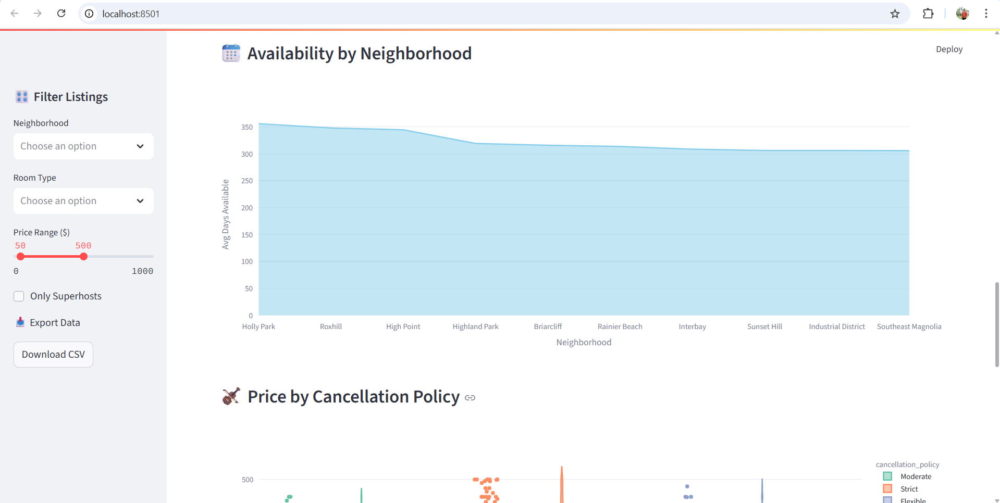 localhost:8501
Deploy
Filter Listings
Neighborhood
Choose an option
Room Type
Choose an option
Price Range ($)
50
500
0
1000
Only Superhosts
Export Data
Download CSV
Availability by Neighborhood
350
300
250
200
150
100
50
0
Avg Days Available
Holly Park
Roxhill
High Point
Highland Park
Briarcliff
Rainier Beach
Interbay
Sunset Hill
Industrial District
Southeast Magnolia
Neighborhood
Price by Cancellation Policy
500
cancellation_policy
Moderate
Strict
Flexible